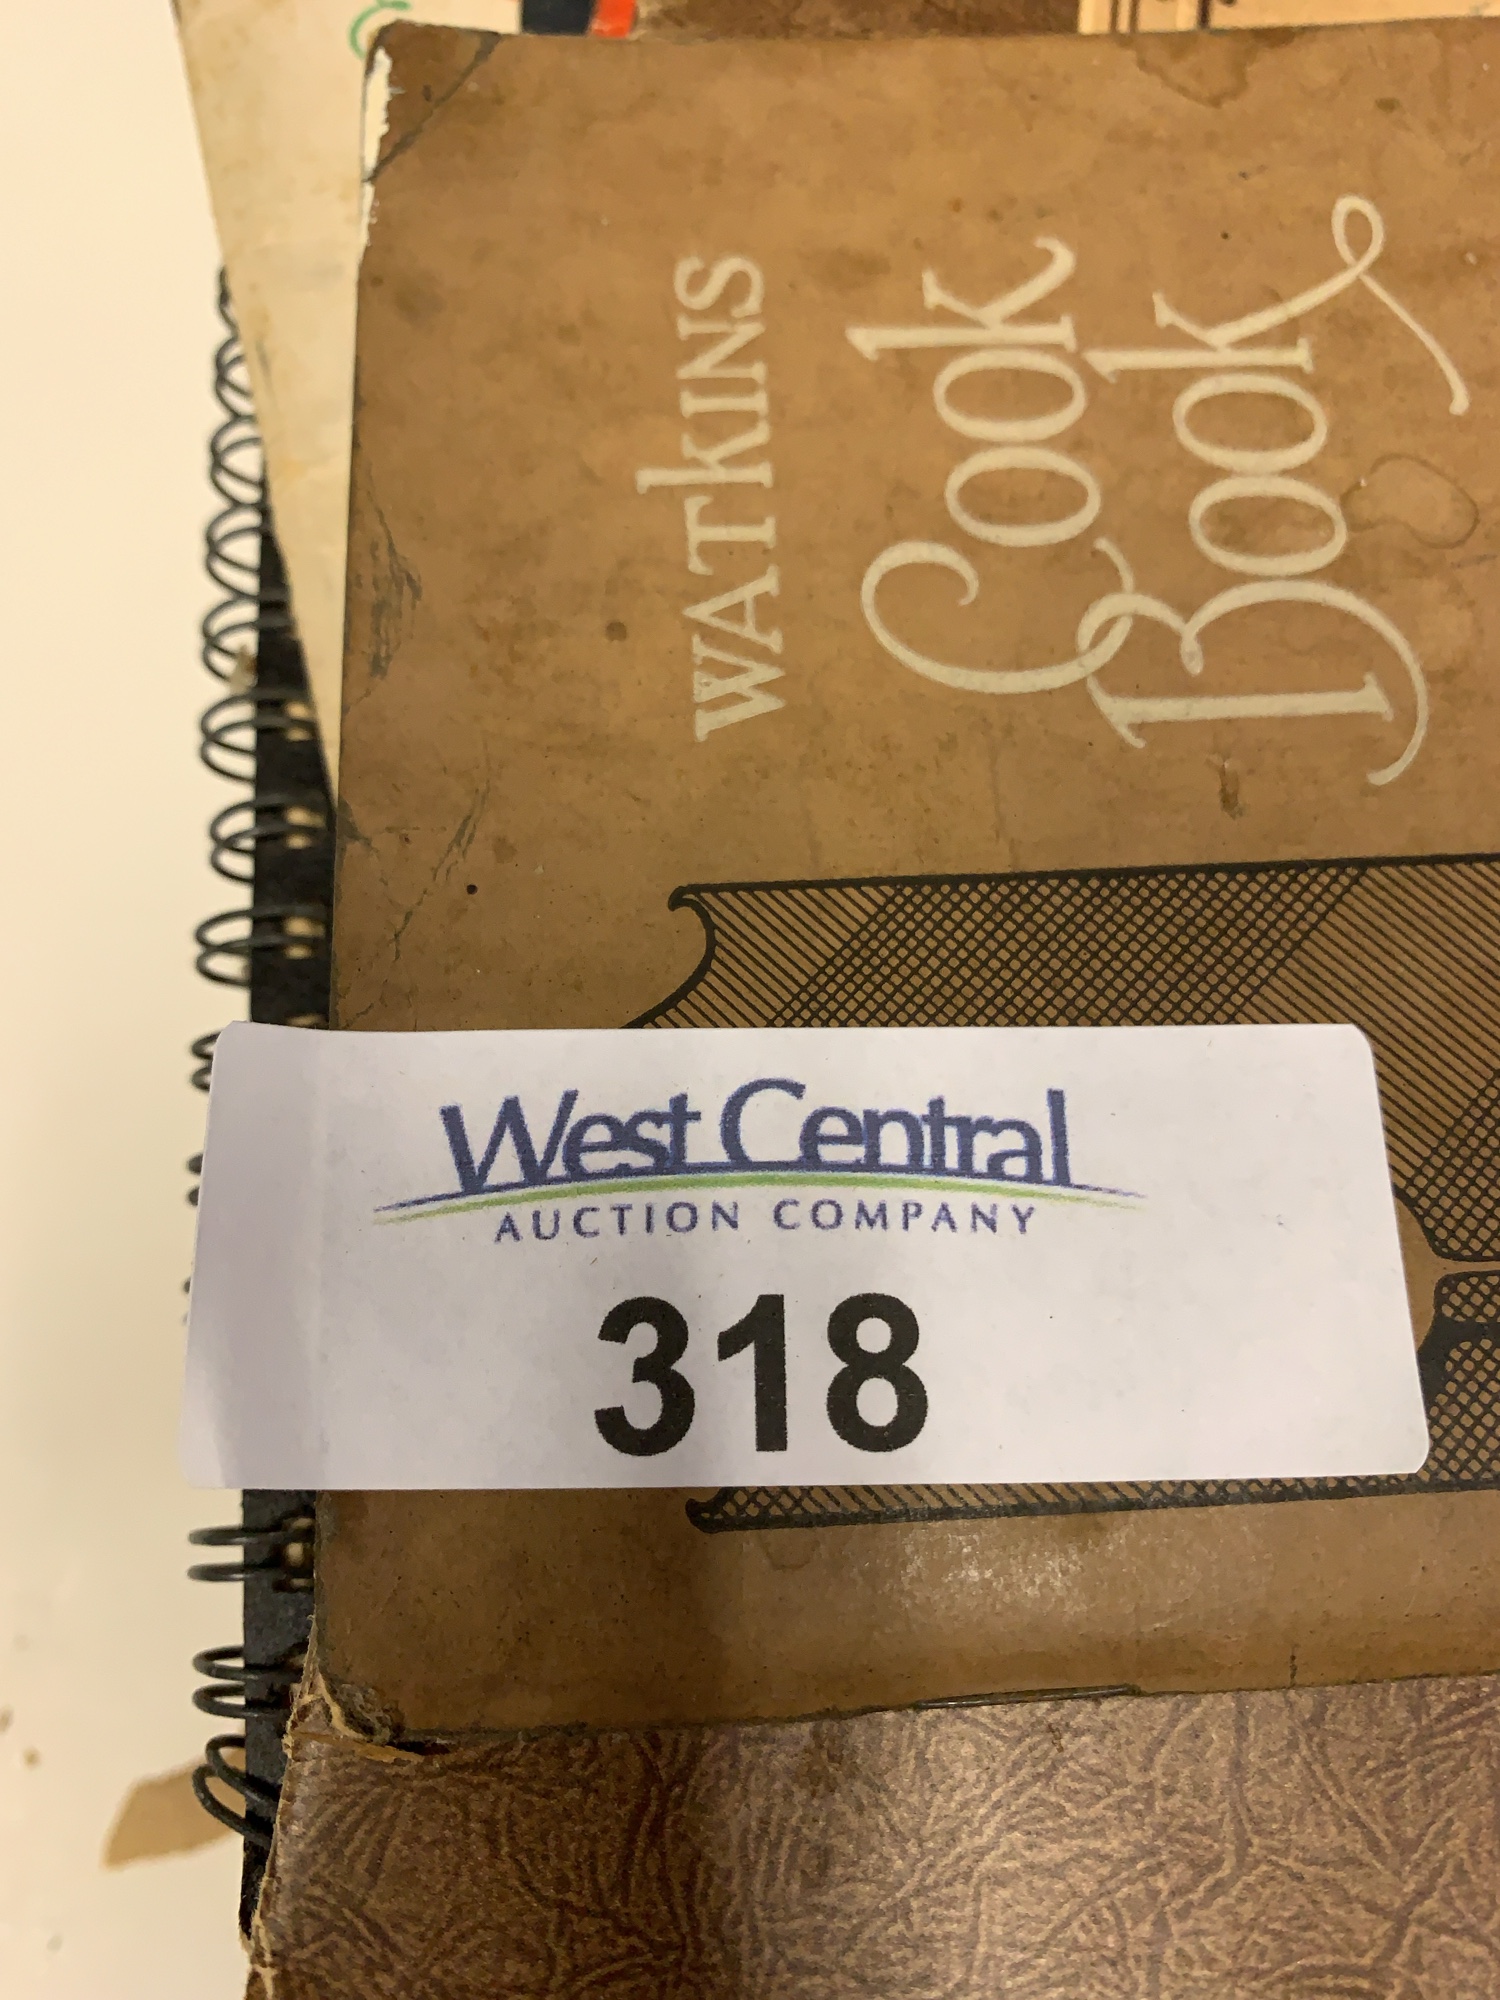 WATKINS
Cook
Book
West Central
AUCTION COMPANY
318